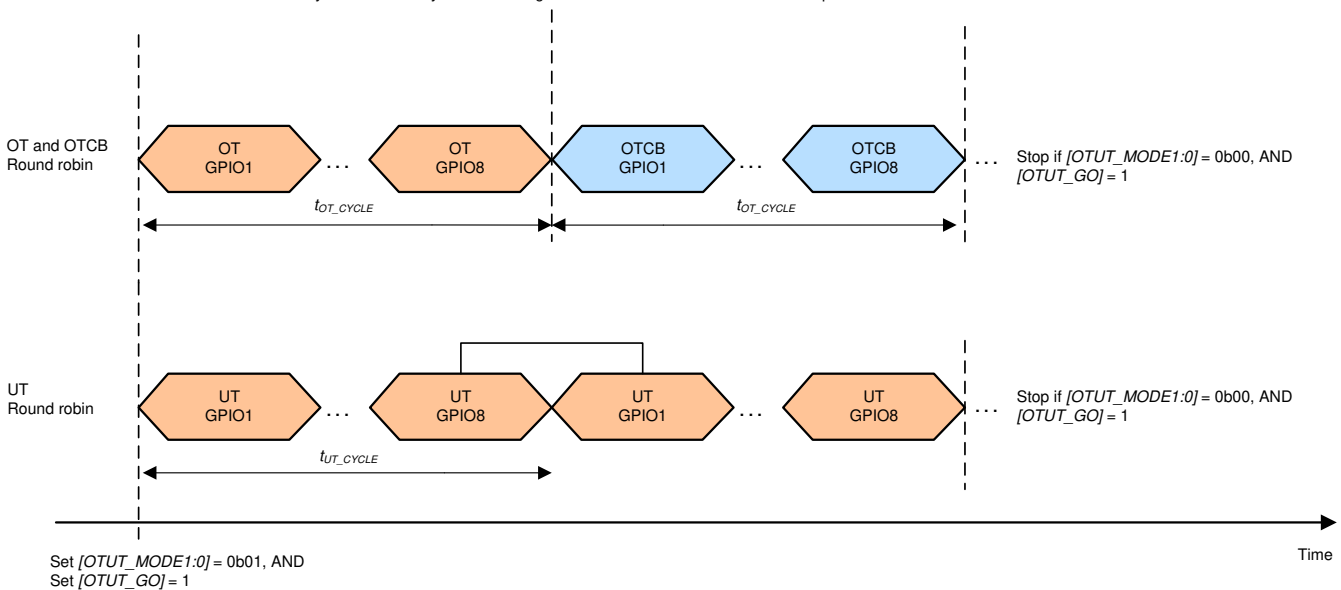 OT and OTCB
Round robin
OT
GPIO1
...
OT
GPIO8
OTCB
GPIO1
...
OTCB
GPIO8
...
Stop if [OTUT_MODE1:0] = 0b00, AND
[OTUT_GO] = 1
tOT_CYCLE
tOT_CYCLE
UT
Round robin
UT
GPIO1
...
UT
GPIO8
UT
GPIO1
...
UT
GPIO8
...
Stop if [OTUT_MODE1:0] = 0b00, AND
[OTUT_GO] = 1
tUT_CYCLE
Time
Set [OTUT_MODE1:0] = 0b01, AND
Set [OTUT_GO] = 1